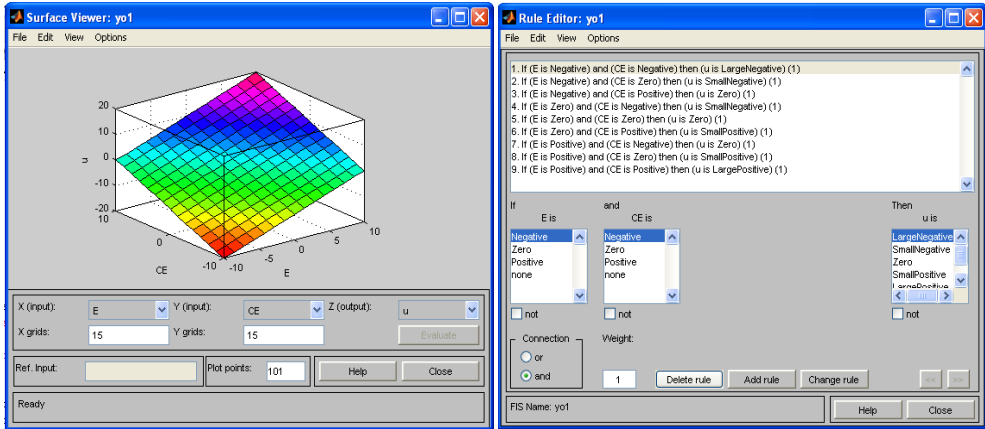 Surface Viewer: yo1
File Edit View Options
20
10
0
-10
-20
u
10
0
-10
CE
-10
-5
0
5
10
E
X (input):
E
Y (input):
CE
Z (output):
u
X grids:
15
Y grids:
15
Evaluate
Ref. Input:
Plot points:
101
Help
Close
Ready
Rule Editor: yo1
File Edit View Options
1. If (E is Negative) and (CE is Negative) then (u is LargeNegative) (1)
2. If (E is Negative) and (CE is Zero) then (u is SmallNegative) (1)
3. If (E is Negative) and (CE is Positive) then (u is Zero) (1)
4. If (E is Zero) and (CE is Negative) then (u is SmallNegative) (1)
5. If (E is Zero) and (CE is Zero) then (u is Zero) (1)
6. If (E is Zero) and (CE is Positive) then (u is SmallPositive) (1)
7. If (E is Positive) and (CE is Negative) then (u is Zero) (1)
8. If (E is Positive) and (CE is Zero) then (u is SmallPositive) (1)
9. If (E is Positive) and (CE is Positive) then (u is LargePositive) (1)
If
E is
Negative
Zero
Positive
none
not
and
CE is
Negative
Zero
Positive
none
not
Then
u is
LargeNegative
SmallNegative
Zero
SmallPositive
LargePositive
not
Connection
or
and
Weight:
1
Delete rule
Add rule
Change rule
<<
>>
FIS Name: yo1
Help
Close